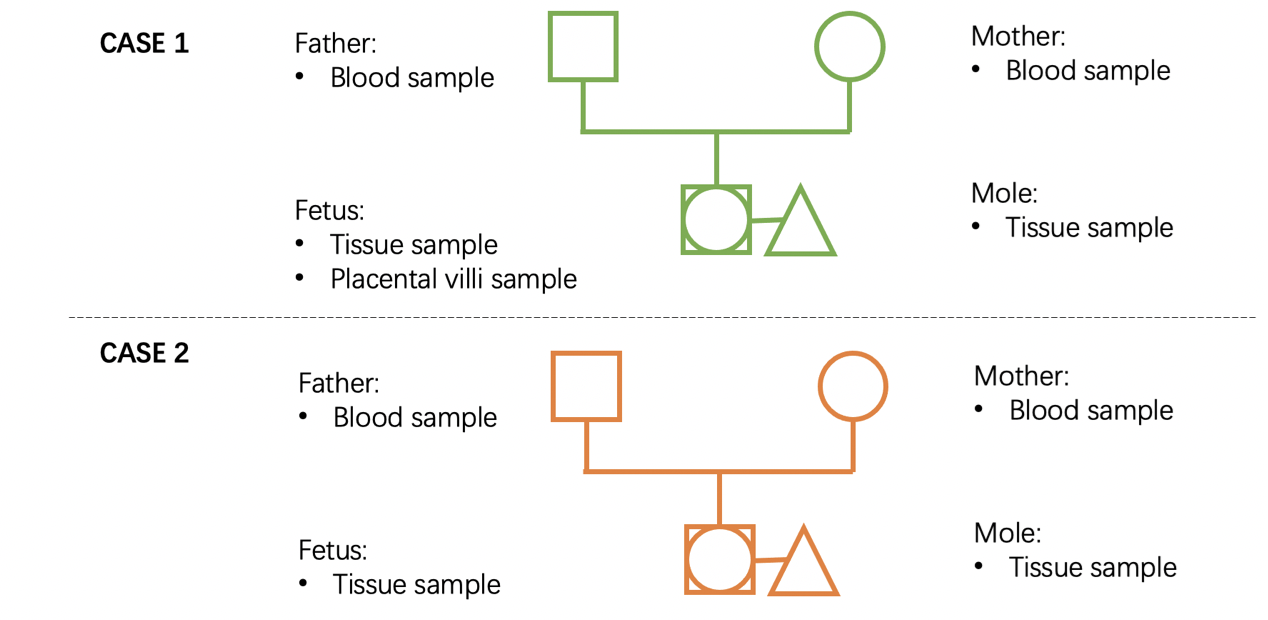 CASE 1
Father:
• Blood sample
Mother:
• Blood sample
Fetus:
• Tissue sample
• Placental villi sample
Mole:
• Tissue sample
CASE 2
Father:
• Blood sample
Mother:
• Blood sample
Fetus:
• Tissue sample
Mole:
• Tissue sample